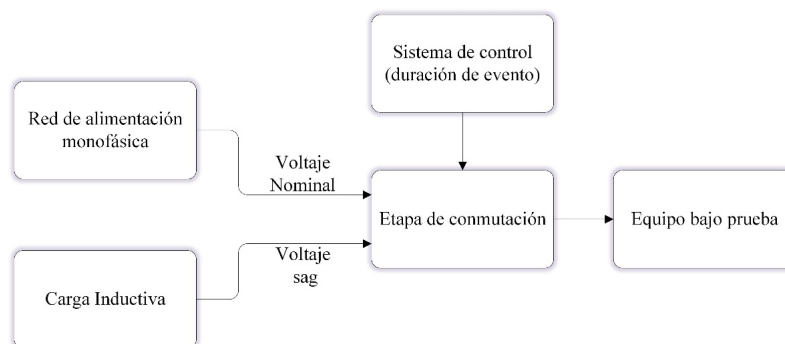 Sistema de control
(duración de evento)
Red de alimentación
monofásica
Voltaje
Nominal
Etapa de conmutación
Equipo bajo prueba
Voltaje
sag
Carga Inductiva